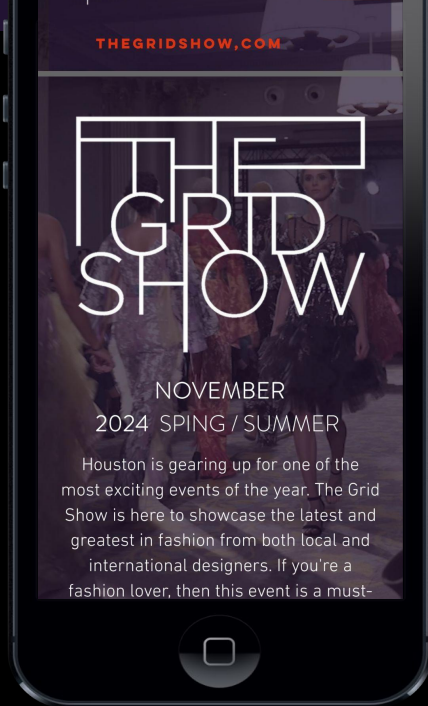 THEGRIDSHOW,COM
THE
GRID
SHOW
NOVEMBER
2024 SPING / SUMMER
Houston is gearing up for one of the
most exciting events of the year. The Grid
Show is here to showcase the latest and
greatest in fashion from both local and
international designers. If you're a
fashion lover, then this event is a must-